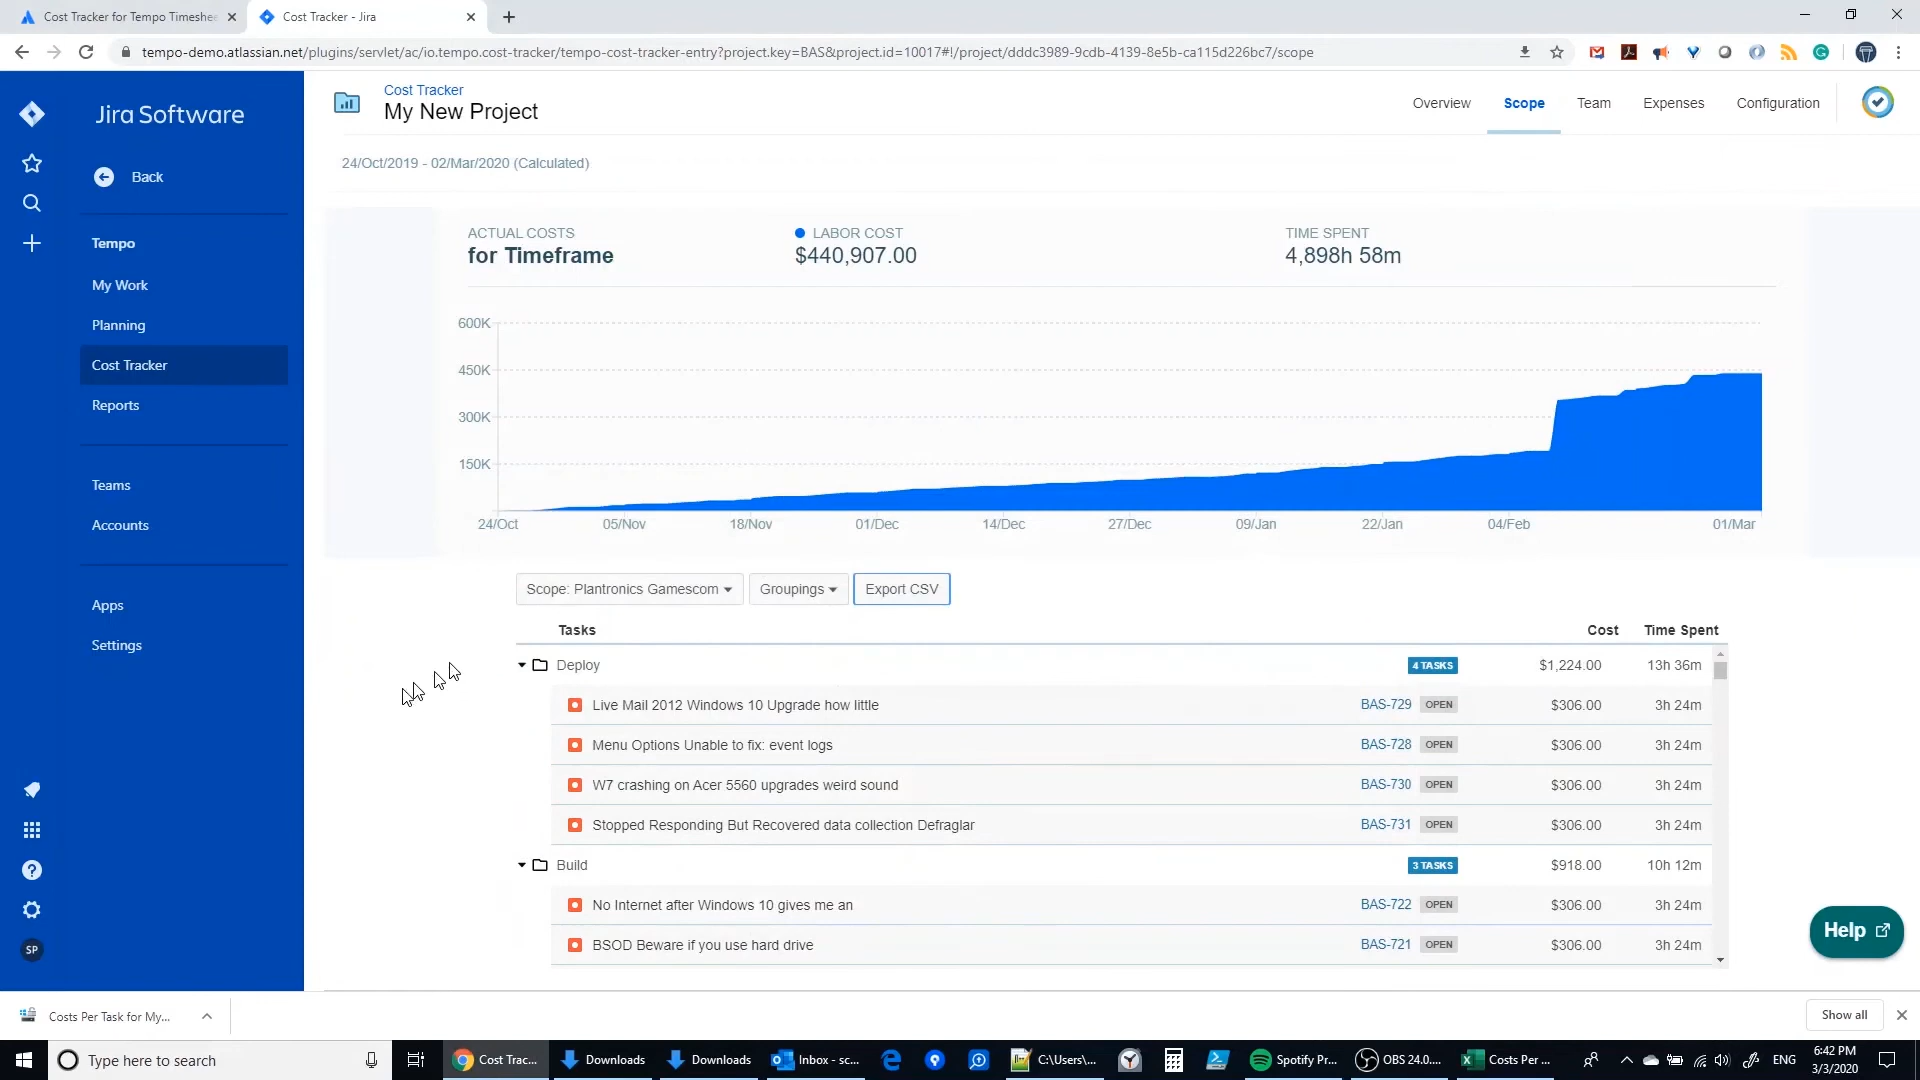 Cost Tracker for Tempo Timeshee
Cost Tracker - Jira
tempo-demo.atlassian.net/plugins/servlet/ac/io.tempo.cost-tracker/tempo-cost-tracker-entry?project.key=BAS&project.id=10017#!/project/dddc3989-9cdb-4139-8e5b-ca115d226bc7/scope
Jira Software
Back
Tempo
My Work
Planning
Cost Tracker
Reports
Teams
Accounts
Apps
Settings
SP
Cost Tracker
My New Project
Overview
Scope
Team
Expenses
Configuration
24/Oct/2019 - 02/Mar/2020 (Calculated)
ACTUAL COSTS
for Timeframe
LABOR COST
$440,907.00
TIME SPENT
4,898h 58m
600K
450K
300K
150K
24/Oct 05/Nov 18/Nov 01/Dec 14/Dec 27/Dec 09/Jan 22/Jan 04/Feb 01/Mar
Scope: Plantronics Gamescom
Groupings
Export CSV
Tasks Cost Time Spent
Deploy 4 TASKS $1,224.00 13h 36m
Live Mail 2012 Windows 10 Upgrade how little BAS-729 OPEN $306.00 3h 24m
Menu Options Unable to fix: event logs BAS-728 OPEN $306.00 3h 24m
W7 crashing on Acer 5560 upgrades weird sound BAS-730 OPEN $306.00 3h 24m
Stopped Responding But Recovered data collection Defraglar BAS-731 OPEN $306.00 3h 24m
Build 3 TASKS $918.00 10h 12m
No Internet after Windows 10 gives me an BAS-722 OPEN $306.00 3h 24m
BSOD Beware if you use hard drive BAS-721 OPEN $306.00 3h 24m
Help
Costs Per Task for My...
Show all
Type here to search
Cost Trac...
Downloads
Downloads
Inbox - sc...
C:\Users\...
Spotify Pr...
OBS 24.0....
Costs Per ...
ENG
6:42 PM
3/3/2020